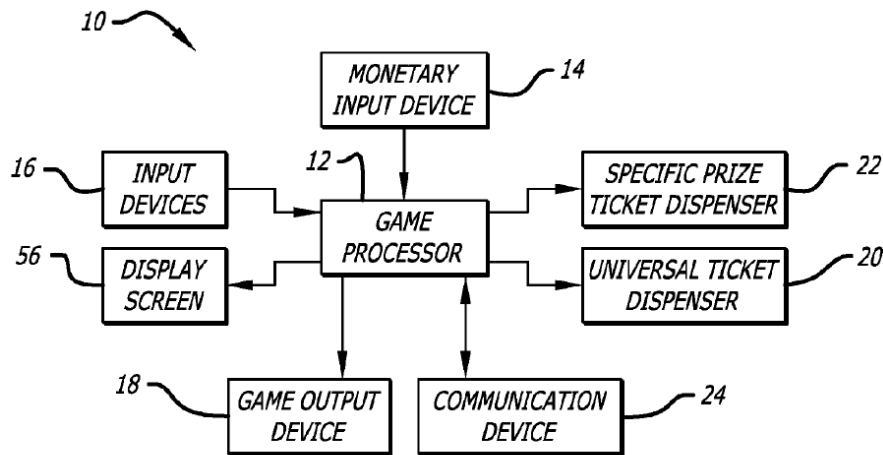 10
MONETARY
INPUT DEVICE
14
12
16
INPUT
DEVICES
GAME
PROCESSOR
SPECIFIC PRIZE
TICKET DISPENSER
22
56
DISPLAY
SCREEN
UNIVERSAL TICKET
DISPENSER
20
18
GAME OUTPUT
DEVICE
COMMUNICATION
DEVICE
24